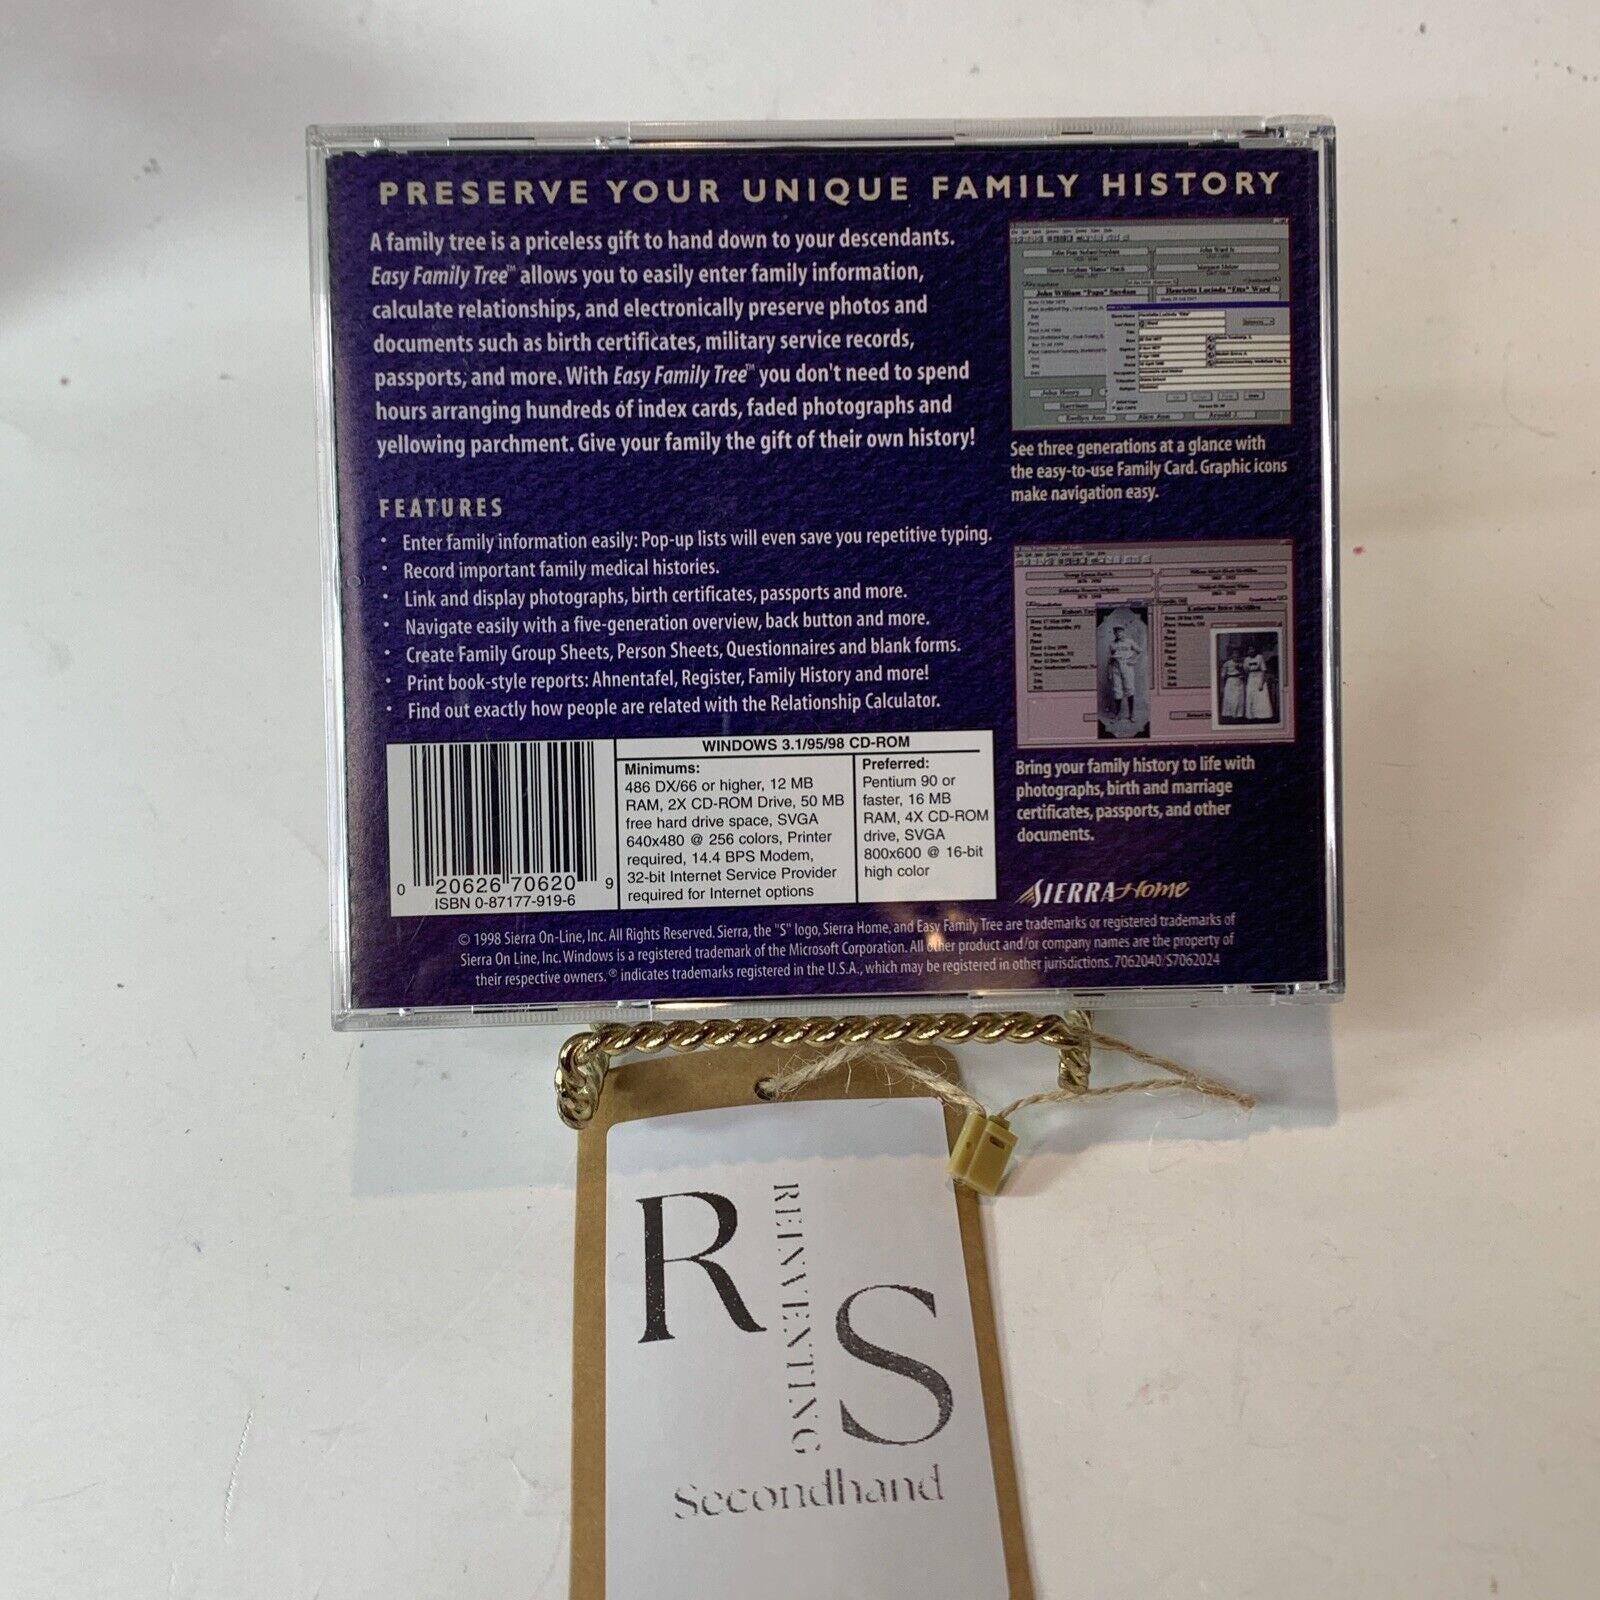 PRESERVE YOUR UNIQUE FAMILY HISTORY
A family tree is a priceless gift to hand down to your descendants.
Easy Family Tree™ allows you to easily enter family information,
calculate relationships, and electronically preserve photos and
documents such as birth certificates, military service records,
passports, and more. With Easy Family Tree™ you don't need to spend
hours arranging hundreds of index cards, faded photographs and
yellowing parchment. Give your family the gift of their own history!
FEATURES
• Enter family information easily: Pop-up lists will even save you repetitive typing.
• Record important family medical histories.
• Link and display photographs, birth certificates, passports and more.
• Navigate easily with a five-generation overview, back button and more.
• Create Family Group Sheets, Person Sheets, Questionnaires and blank forms.
• Print book-style reports: Ahnentafel, Register, Family History and more!
• Find out exactly how people are related with the Relationship Calculator.
John William "Papa" Suydam
Henrietta Lucinda "Etta" Ward
John Henry
Harrison
Evelyn Ann
Alice Ann
Arnold J.
See three generations at a glance with
the easy-to-use Family Card. Graphic icons
make navigation easy.
Bring your family history to life with
photographs, birth and marriage
certificates, passports, and other
documents.
SIERRA Home
0 20626 70620 9
ISBN 0-87177-919-6
WINDOWS 3.1/95/98 CD-ROM
Minimums:
486 DX/66 or higher, 12 MB
RAM, 2X CD-ROM Drive, 50 MB
free hard drive space, SVGA
640x480 @ 256 colors, Printer
required, 14.4 BPS Modem,
32-bit Internet Service Provider
required for Internet options
Preferred:
Pentium 90 or
faster, 16 MB
RAM, 4X CD-ROM
drive, SVGA
800x600 @ 16-bit
high color
© 1998 Sierra On-Line, Inc. All Rights Reserved. Sierra, the "S" logo, Sierra Home, and Easy Family Tree are trademarks or registered trademarks of
Sierra On Line, Inc. Windows is a registered trademark of the Microsoft Corporation. All other product and/or company names are the property of
their respective owners. ® indicates trademarks registered in the U.S.A., which may be registered in other jurisdictions. 7062040/S7062024
R
REINVENTING
S
Secondhand